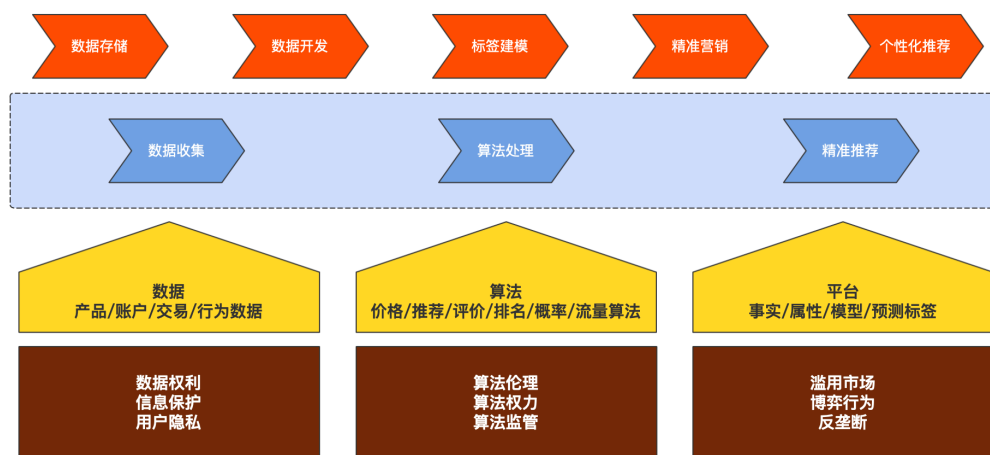 数据存储
数据开发
标签建模
精准营销
个性化推荐
数据收集
算法处理
精准推荐
数据
产品/账户/交易/行为数据
算法
价格/推荐/评价/排名/概率/流量算法
平台
事实/属性/模型/预测标签
数据权利
信息保护
用户隐私
算法伦理
算法权力
算法监管
滥用市场
博弈行为
反垄断